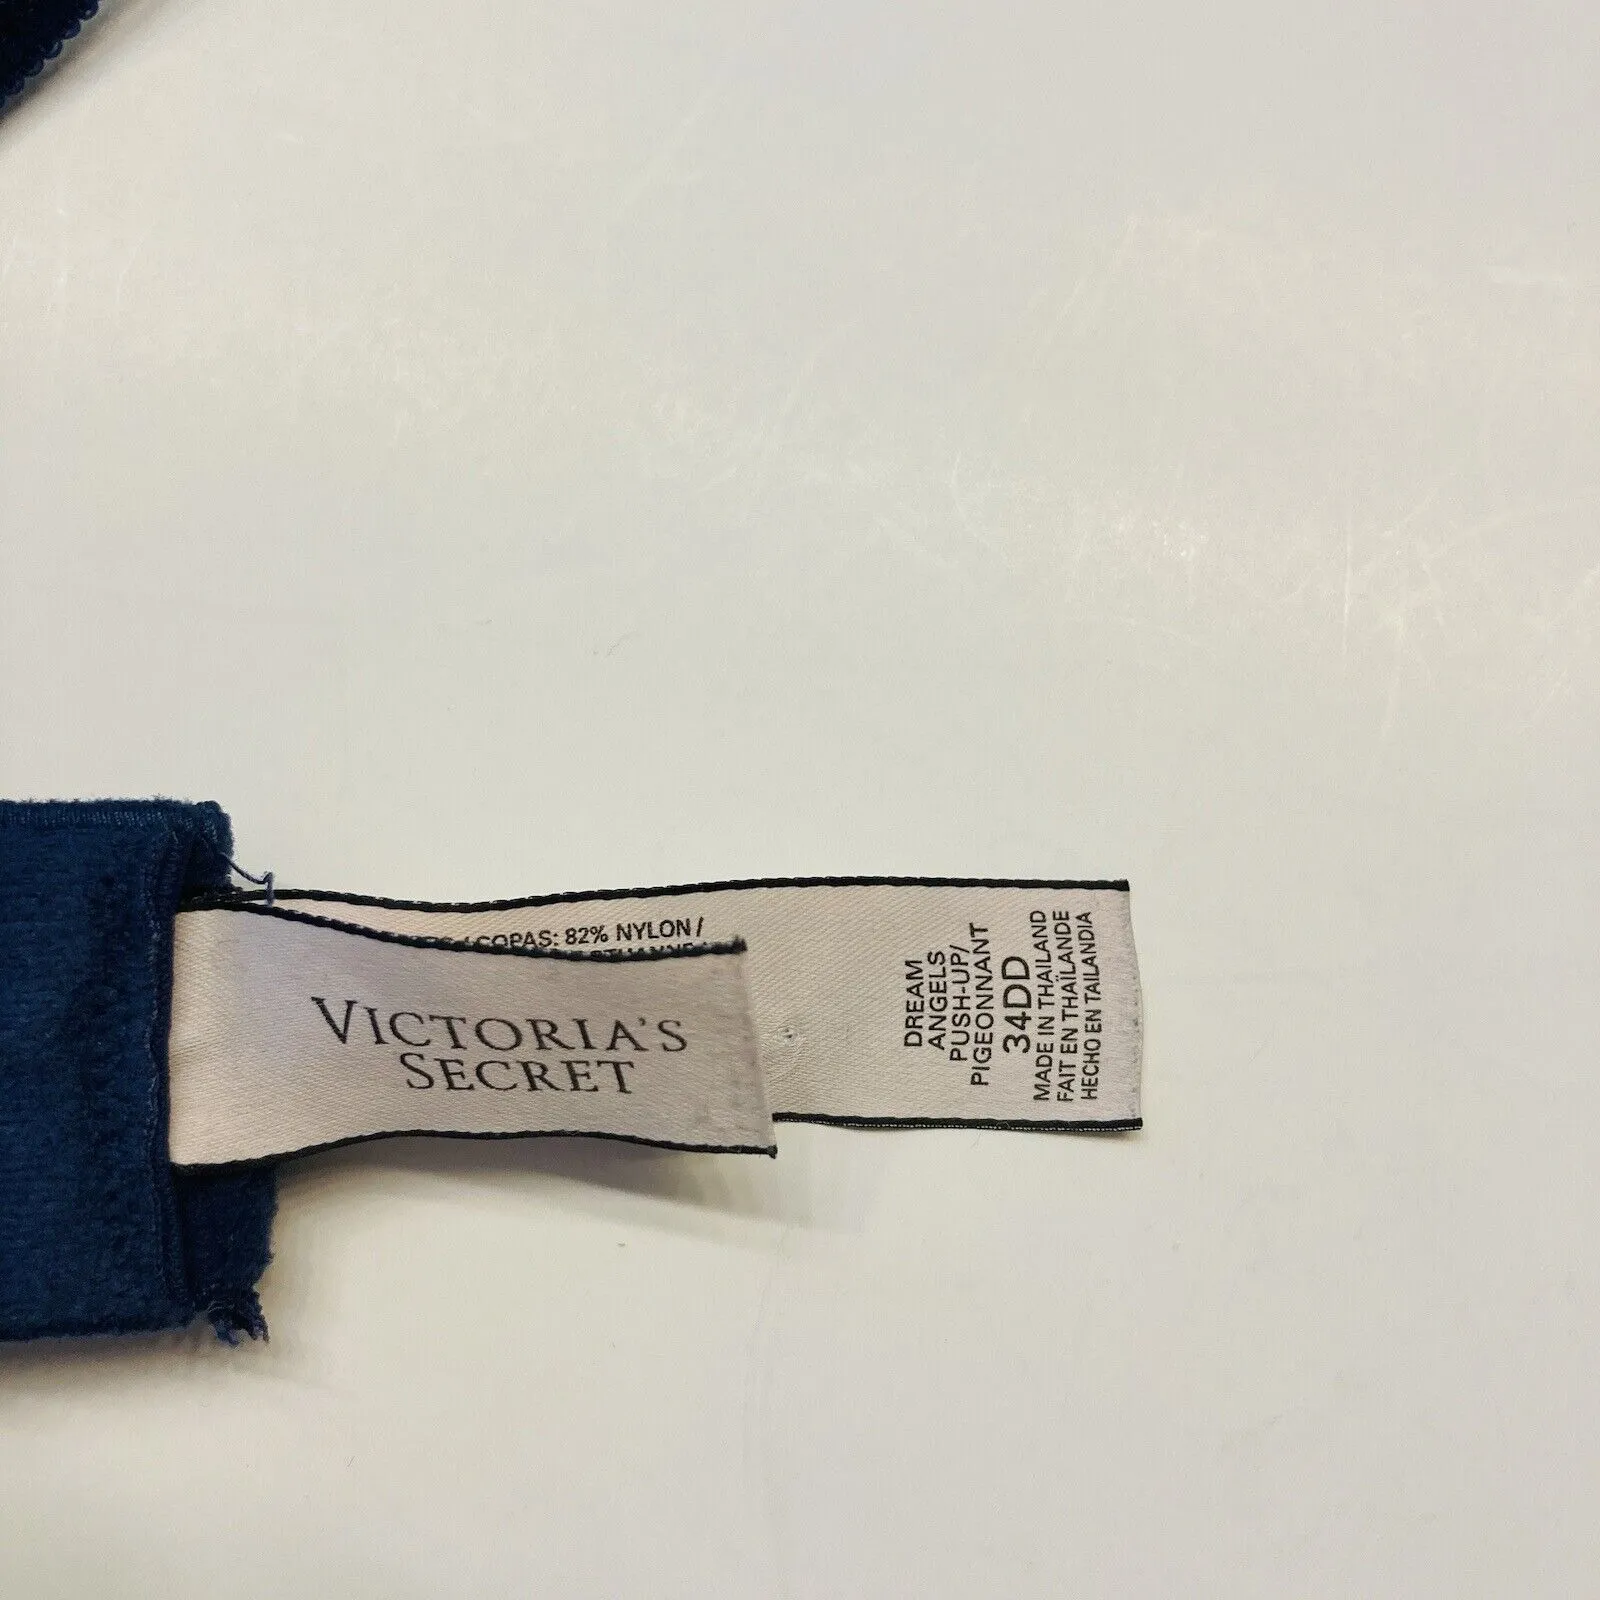 VICTORIA'S
SECRET
COPAS: 82% NYLON /
DREAM
ANGELS
PUSH-UP/
PIGEONNANT
34DD
MADE IN THAILAND
FAIT EN THAÏLANDE
HECHO EN TAILANDIA